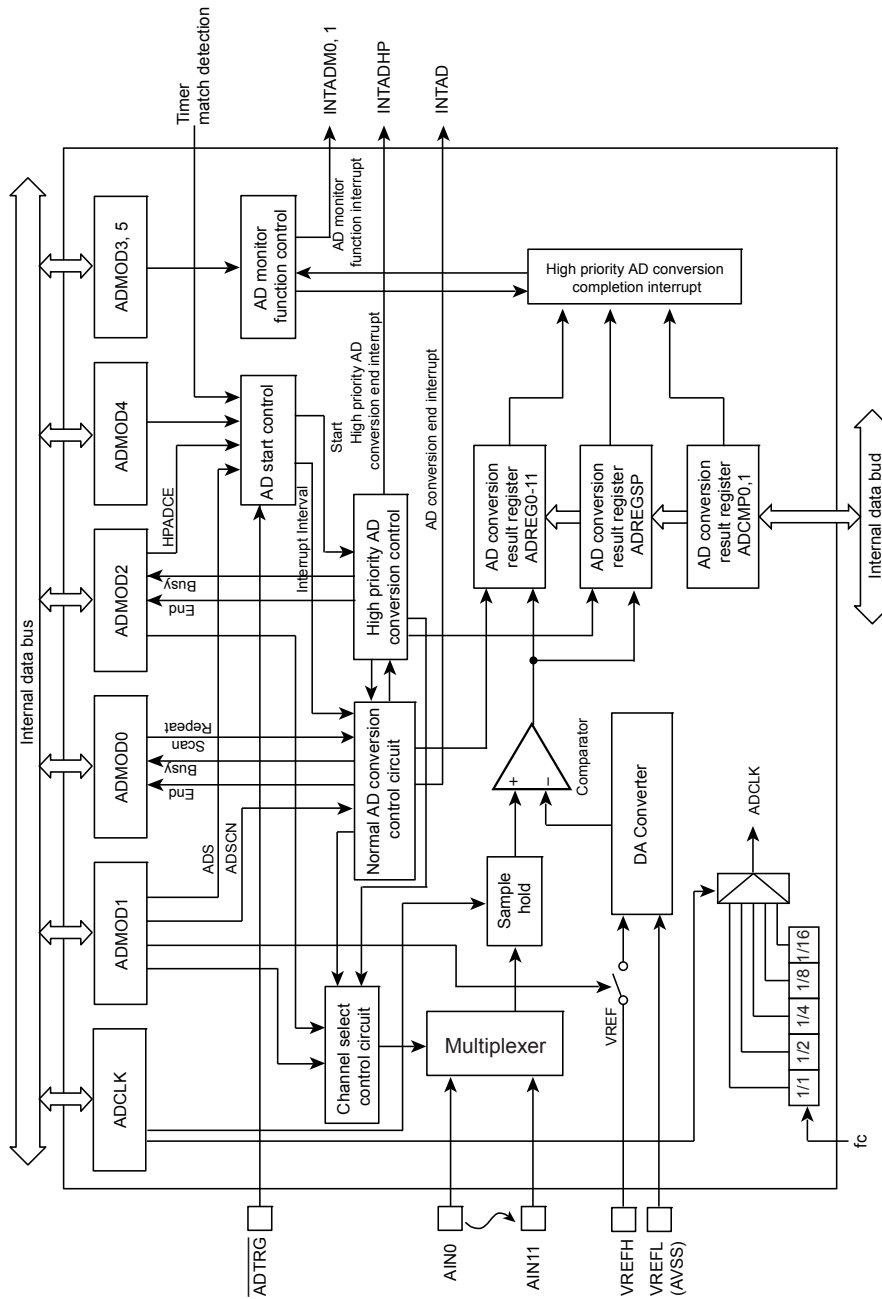 Internal data bus
ADCLK
ADMOD1
ADMOD0
ADMOD2
ADMOD4
ADMOD3, 5
ADS
ADSCN
End
Busy
Scan
Repeat
End
Busy
HPADCE
Timer
match detection
ADTRG
AD start control
AD monitor
function control
INTADM0, 1
AD monitor
function interrupt
Interrupt Interval
Start
High priority AD
conversion end interrupt
INTADHP
Channel select
control circuit
Normal AD conversion
control circuit
High priority AD
conversion control
AD conversion end interrupt
INTAD
AIN0
AIN11
Multiplexer
Sample
hold
+
−
Comparator
AD conversion
result register
ADREG0-11
AD conversion
result register
ADREGSP
AD conversion
result register
ADCMP0,1
High priority AD conversion
completion interrupt
VREFH
VREFL
(AVSS)
VREF
DA Converter
ADCLK
fc
1/1
1/2
1/4
1/8
1/16
Internal data bud